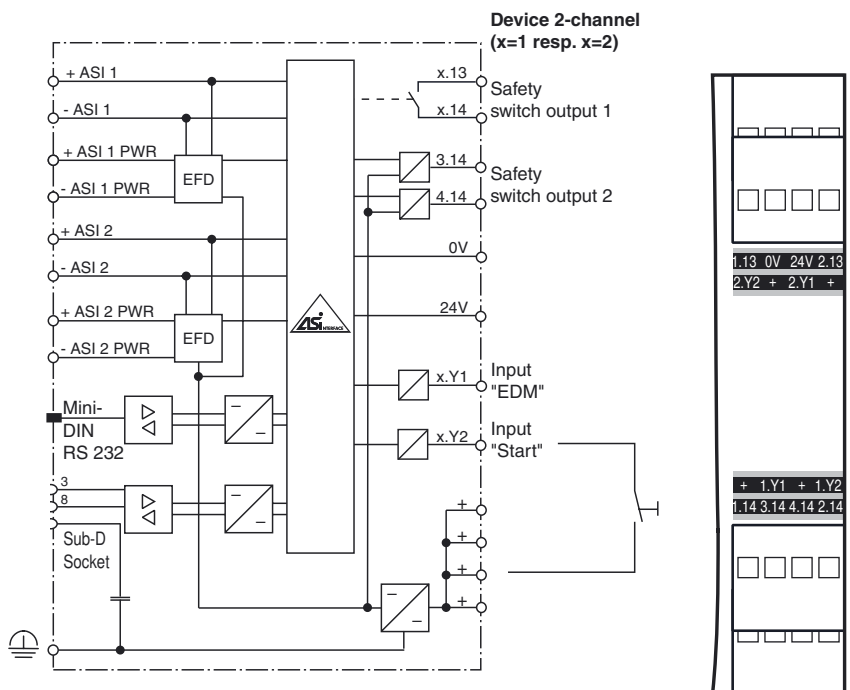 Device 2-channel
(x=1 resp. x=2)
+ ASI 1
- ASI 1
+ ASI 1 PWR
- ASI 1 PWR
EFD
+ ASI 2
- ASI 2
+ ASI 2 PWR
- ASI 2 PWR
EFD
Mini-
DIN
RS 232
3
8
Sub-D
Socket
ASi INTERFACE
x.13
x.14
Safety
switch output 1
3.14
4.14
Safety
switch output 2
0V
24V
x.Y1
Input
"EDM"
x.Y2
Input
"Start"
+
+
+
+
1.13 0V 24V 2.13
2.Y2 + 2.Y1 +
+ 1.Y1 + 1.Y2
1.14 3.14 4.14 2.14